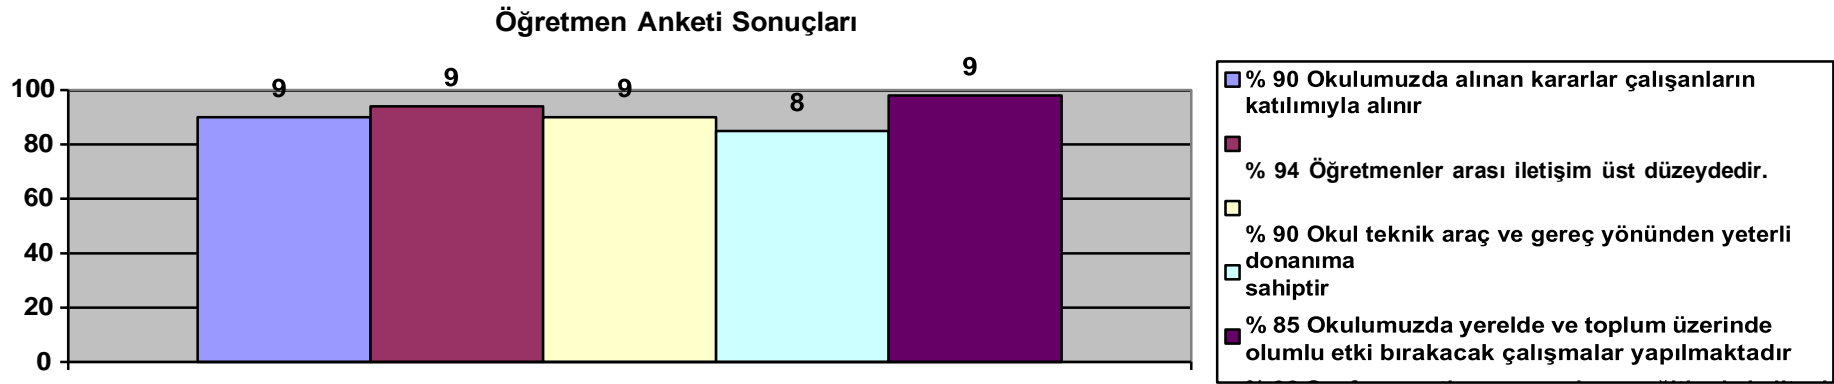 Öğretmen Anketi Sonuçları
9
9
9
8
9
100
80
60
40
20
0
% 90 Okulumuzda alınan kararlar çalışanların
katılımıyla alınır
% 94 Öğretmenler arası iletişim üst düzeydedir.
% 90 Okul teknik araç ve gereç yönünden yeterli
donanıma
sahiptir
% 85 Okulumuzda yerelde ve toplum üzerinde
olumlu etki bırakacak çalışmalar yapılmaktadır